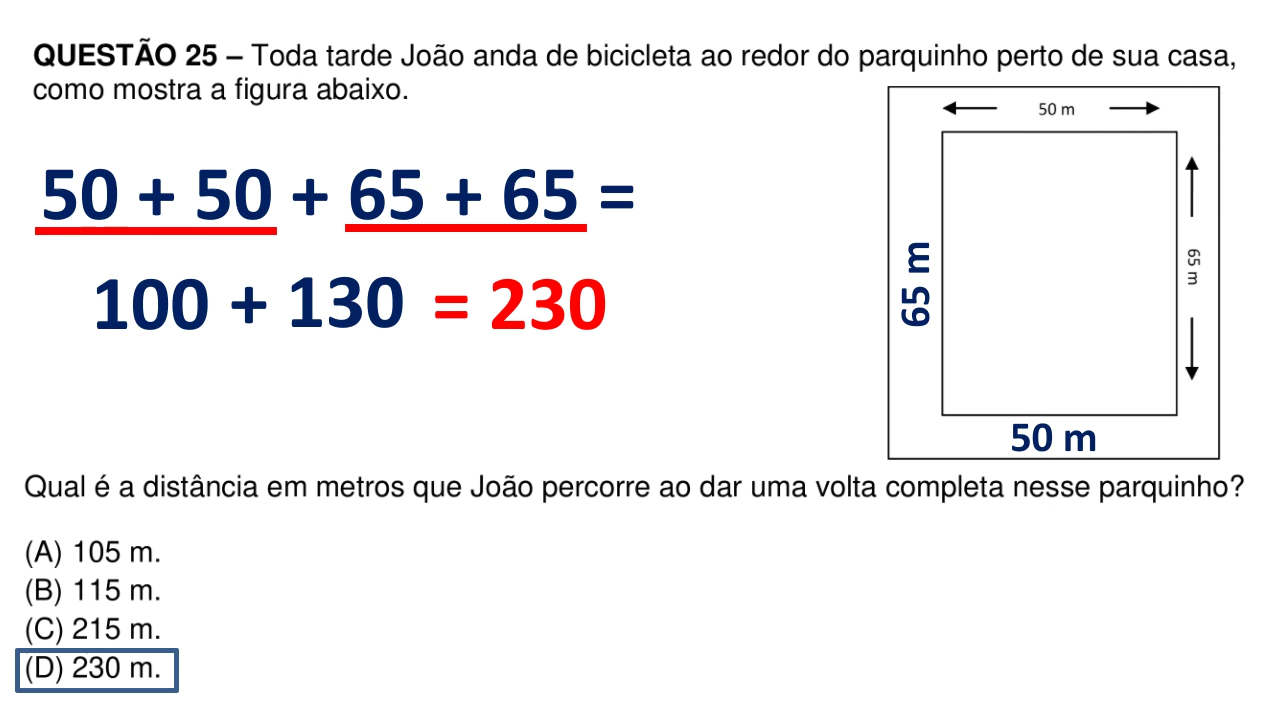 QUESTÃO 25 – Toda tarde João anda de bicicleta ao redor do parquinho perto de sua casa,
como mostra a figura abaixo.
50 m
50 + 50 + 65 + 65 =
65 m
65 m
100 + 130 = 230
50 m
Qual é a distância em metros que João percorre ao dar uma volta completa nesse parquinho?
(A) 105 m.
(B) 115 m.
(C) 215 m.
(D) 230 m.